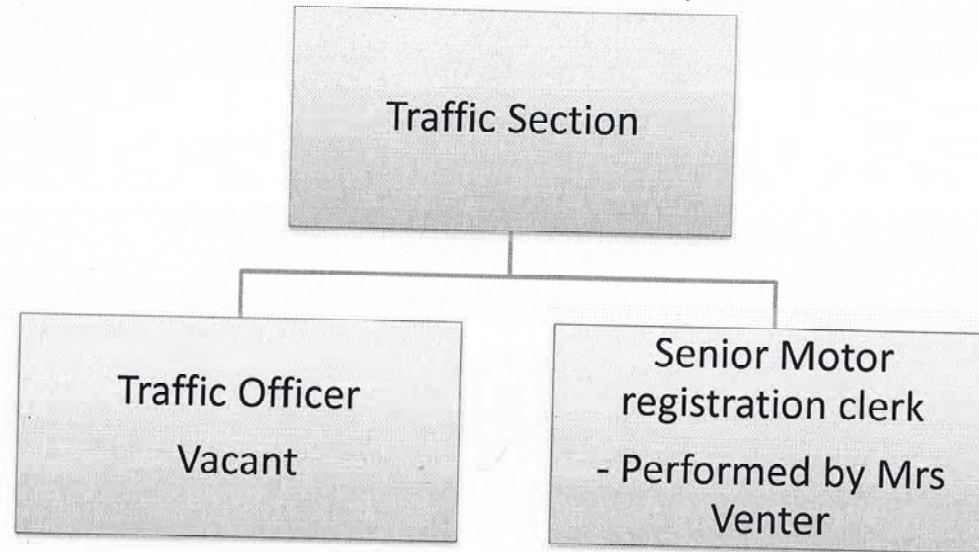 Traffic Section
Traffic Officer
Vacant
Senior Motor
registration clerk
- Performed by Mrs
Venter